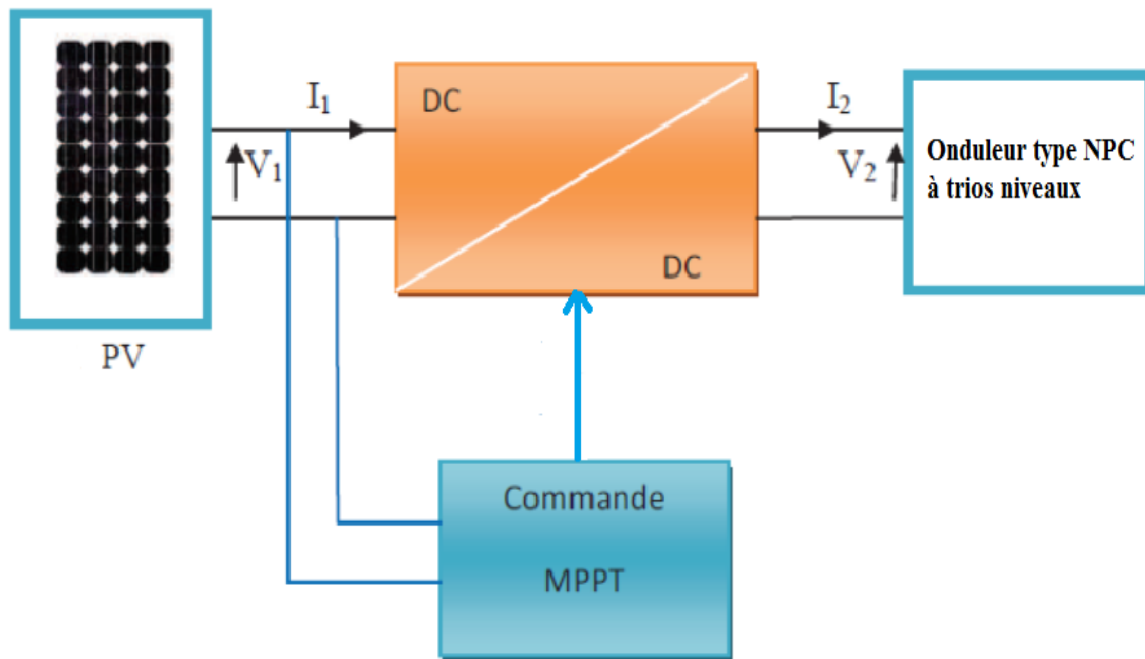 I₁
DC
I₂
V₁
V₂
Onduleur type NPC
à trios niveaux
DC
PV
Commande
MPPT